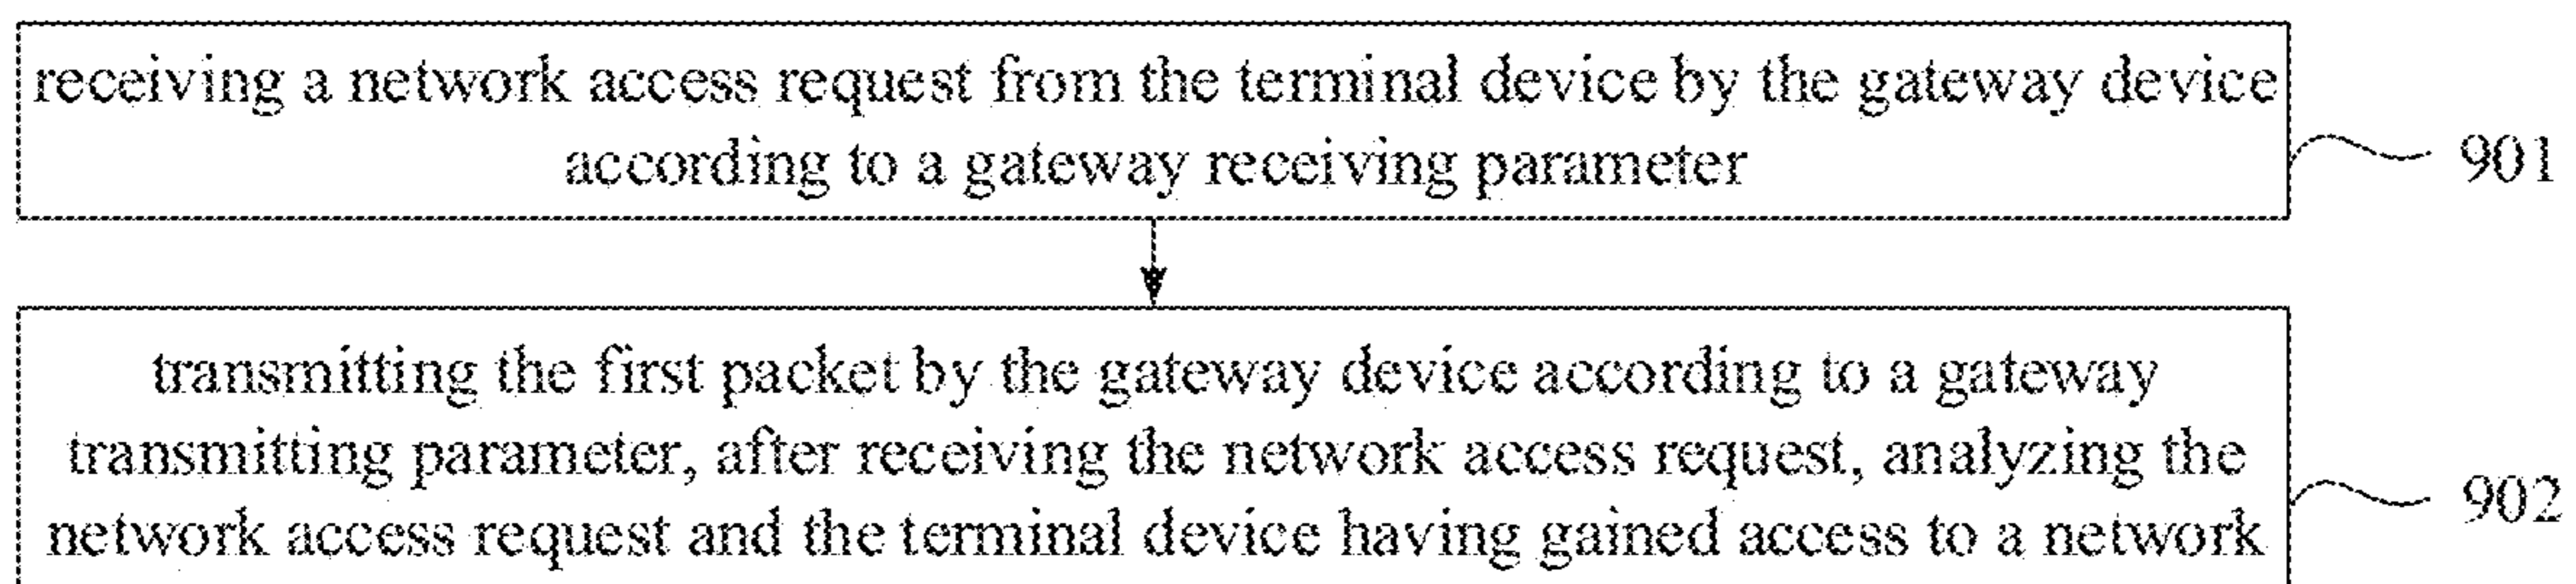 receiving a network access request from the terminal device by the gateway device
according to a gateway receiving parameter
901
transmitting the first packet by the gateway device according to a gateway
transmitting parameter, after receiving the network access request, analyzing the
network access request and the terminal device having gained access to a network
902